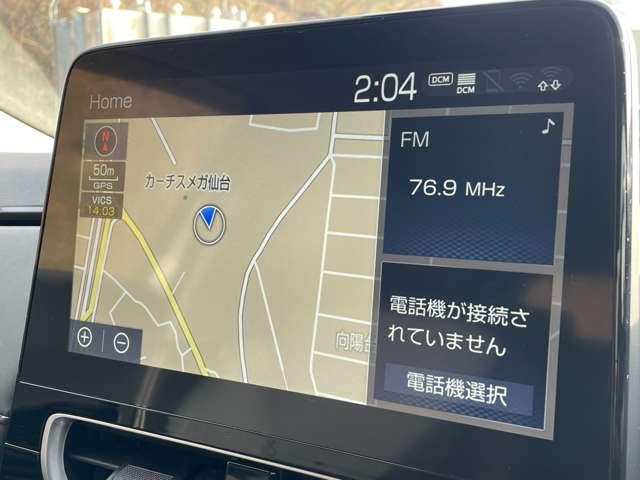 2:04
DCM
DCM
Home
N
50m
GPS
VICS
14:03
カーチスメガ仙台
向陽台
FM
76.9 MHz
電話機が接続さ
れていません
電話機選択